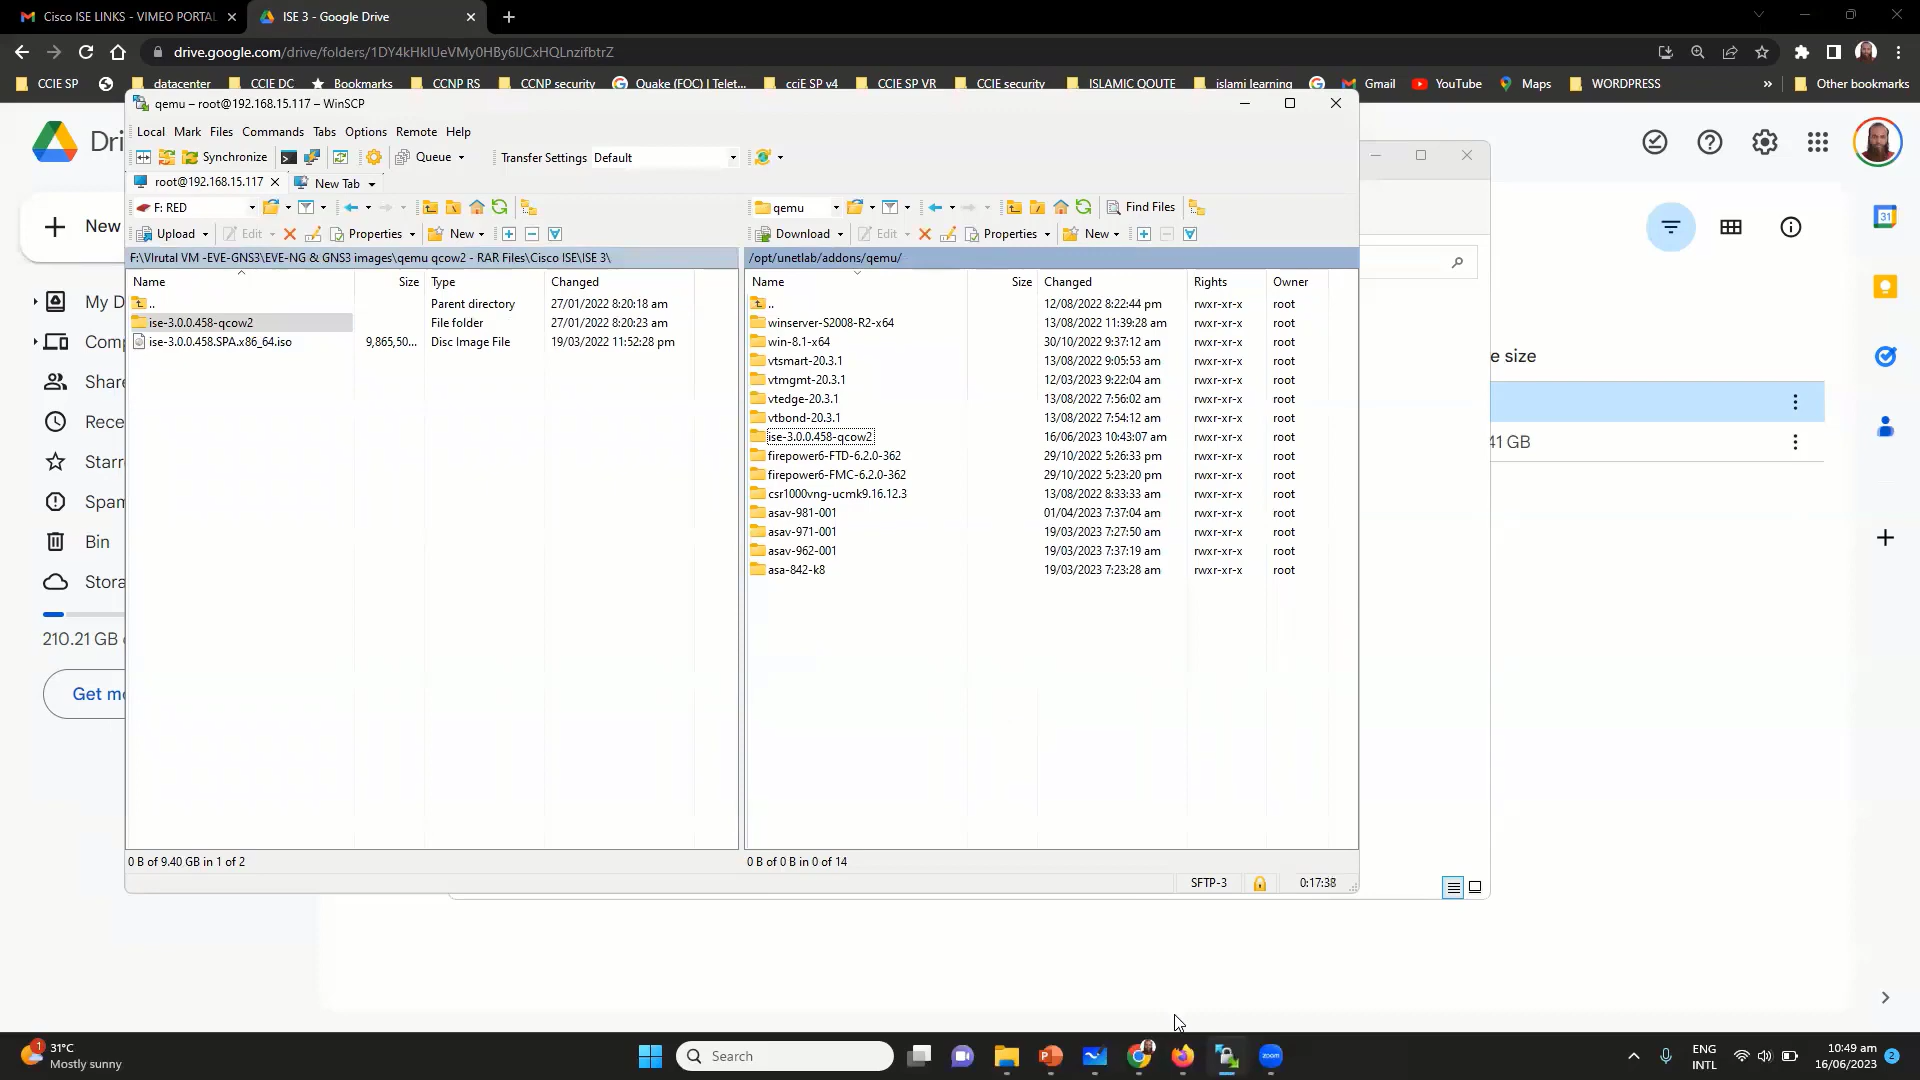 Cisco ISE LINKS - VIMEO PORTAL
ISE 3 - Google Drive
drive.google.com/drive/folders/1DY4kHklUeVMy0HBy6lJCxHQLnzifbtrZ
CCIE SP
datacenter
CCIE DC
Bookmarks
CCNP RS
CCNP security
Quake (FOC) | Telet...
cciE SP v4
CCIE SP VR
CCIE security
ISLAMIC QOUTE
islami learning
Gmail
YouTube
Maps
WORDPRESS
»
Other bookmarks
qemu – root@192.168.15.117 – WinSCP
Local Mark Files Commands Tabs Options Remote Help
Synchronize
Queue
Transfer Settings Default
root@192.168.15.117
New Tab
F: RED
qemu
Find Files
Upload Edit Properties New
Download Edit Properties New
F:\VIrutal VM -EVE-GNS3\EVE-NG & GNS3 images\qemu qcow2 - RAR Files\Cisco ISE\ISE 3\
/opt/unetlab/addons/qemu/
Name Size Type Changed
.. Parent directory 27/01/2022 8:20:18 am
ise-3.0.0.458-qcow2 File folder 27/01/2022 8:20:23 am
ise-3.0.0.458.SPA.x86_64.iso 9,865,50... Disc Image File 19/03/2022 11:52:28 pm
Name Size Changed Rights Owner
.. 12/08/2022 8:22:44 pm rwxr-xr-x root
winserver-S2008-R2-x64 13/08/2022 11:39:28 am rwxr-xr-x root
win-8.1-x64 30/10/2022 9:37:12 am rwxr-xr-x root
vtsmart-20.3.1 13/08/2022 9:05:53 am rwxr-xr-x root
vtmgmt-20.3.1 12/03/2023 9:22:04 am rwxr-xr-x root
vtedge-20.3.1 13/08/2022 7:56:02 am rwxr-xr-x root
vtbond-20.3.1 13/08/2022 7:54:12 am rwxr-xr-x root
ise-3.0.0.458-qcow2 16/06/2023 10:43:07 am rwxr-xr-x root
firepower6-FTD-6.2.0-362 29/10/2022 5:26:33 pm rwxr-xr-x root
firepower6-FMC-6.2.0-362 29/10/2022 5:23:20 pm rwxr-xr-x root
csr1000vng-ucmk9.16.12.3 13/08/2022 8:33:33 am rwxr-xr-x root
asav-981-001 01/04/2023 7:37:04 am rwxr-xr-x root
asav-971-001 19/03/2023 7:27:50 am rwxr-xr-x root
asav-962-001 19/03/2023 7:37:19 am rwxr-xr-x root
asa-842-k8 19/03/2023 7:23:28 am rwxr-xr-x root
0 B of 9.40 GB in 1 of 2
0 B of 0 B in 0 of 14
SFTP-3
0:17:38
Dri
New
My D
Comp
Share
Rece
Starr
Spam
Bin
Stora
210.21 GB
Get mo
e size
41 GB
31
1
31°C
Mostly sunny
Search
zoom
ENG
INTL
10:49 am
16/06/2023
2